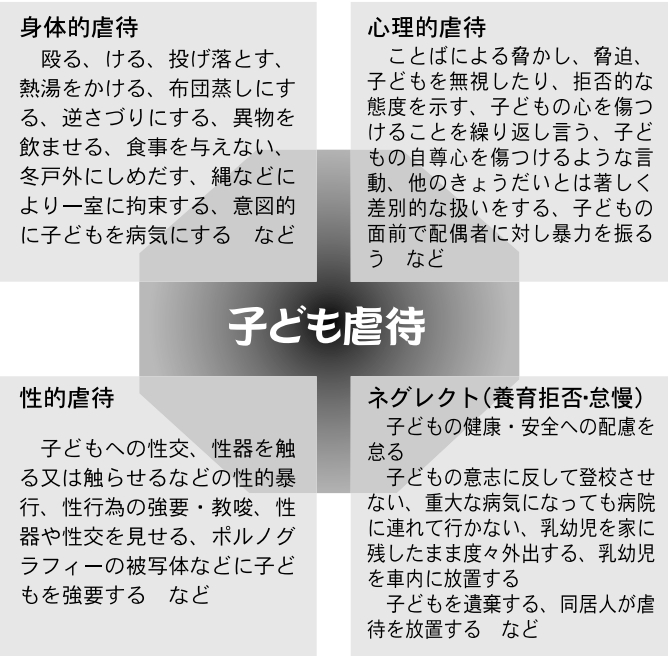 身体的虐待
殴る、ける、投げ落とす、
熱湯をかける、布団蒸しにす
る、逆さづりにする、異物を
飲ませる、食事を与えない、
冬戸外にしめだす、縄などに
より一室に拘束する、意図的
に子どもを病気にする　など
心理的虐待
ことばによる脅かし、脅迫、
子どもを無視したり、拒否的な
態度を示す、子どもの心を傷つ
けることを繰り返し言う、子ど
もの自尊心を傷つけるような言
動、他のきょうだいとは著しく
差別的な扱いをする、子どもの
面前で配偶者に対し暴力を振る
う　など
子ども虐待
性的虐待
子どもへの性交、性器を触
る又は触らせるなどの性的暴
行、性行為の強要・教唆、性
器や性交を見せる、ポルノグ
ラフィーの被写体などに子ど
もを強要する　など
ネグレクト（養育拒否・怠慢）
子どもの健康・安全への配慮を
怠る
子どもの意志に反して登校させ
ない、重大な病気になっても病院
に連れて行かない、乳幼児を家に
残したまま度々外出する、乳幼児
を車内に放置する
子どもを遺棄する、同居人が虐
待を放置する　など